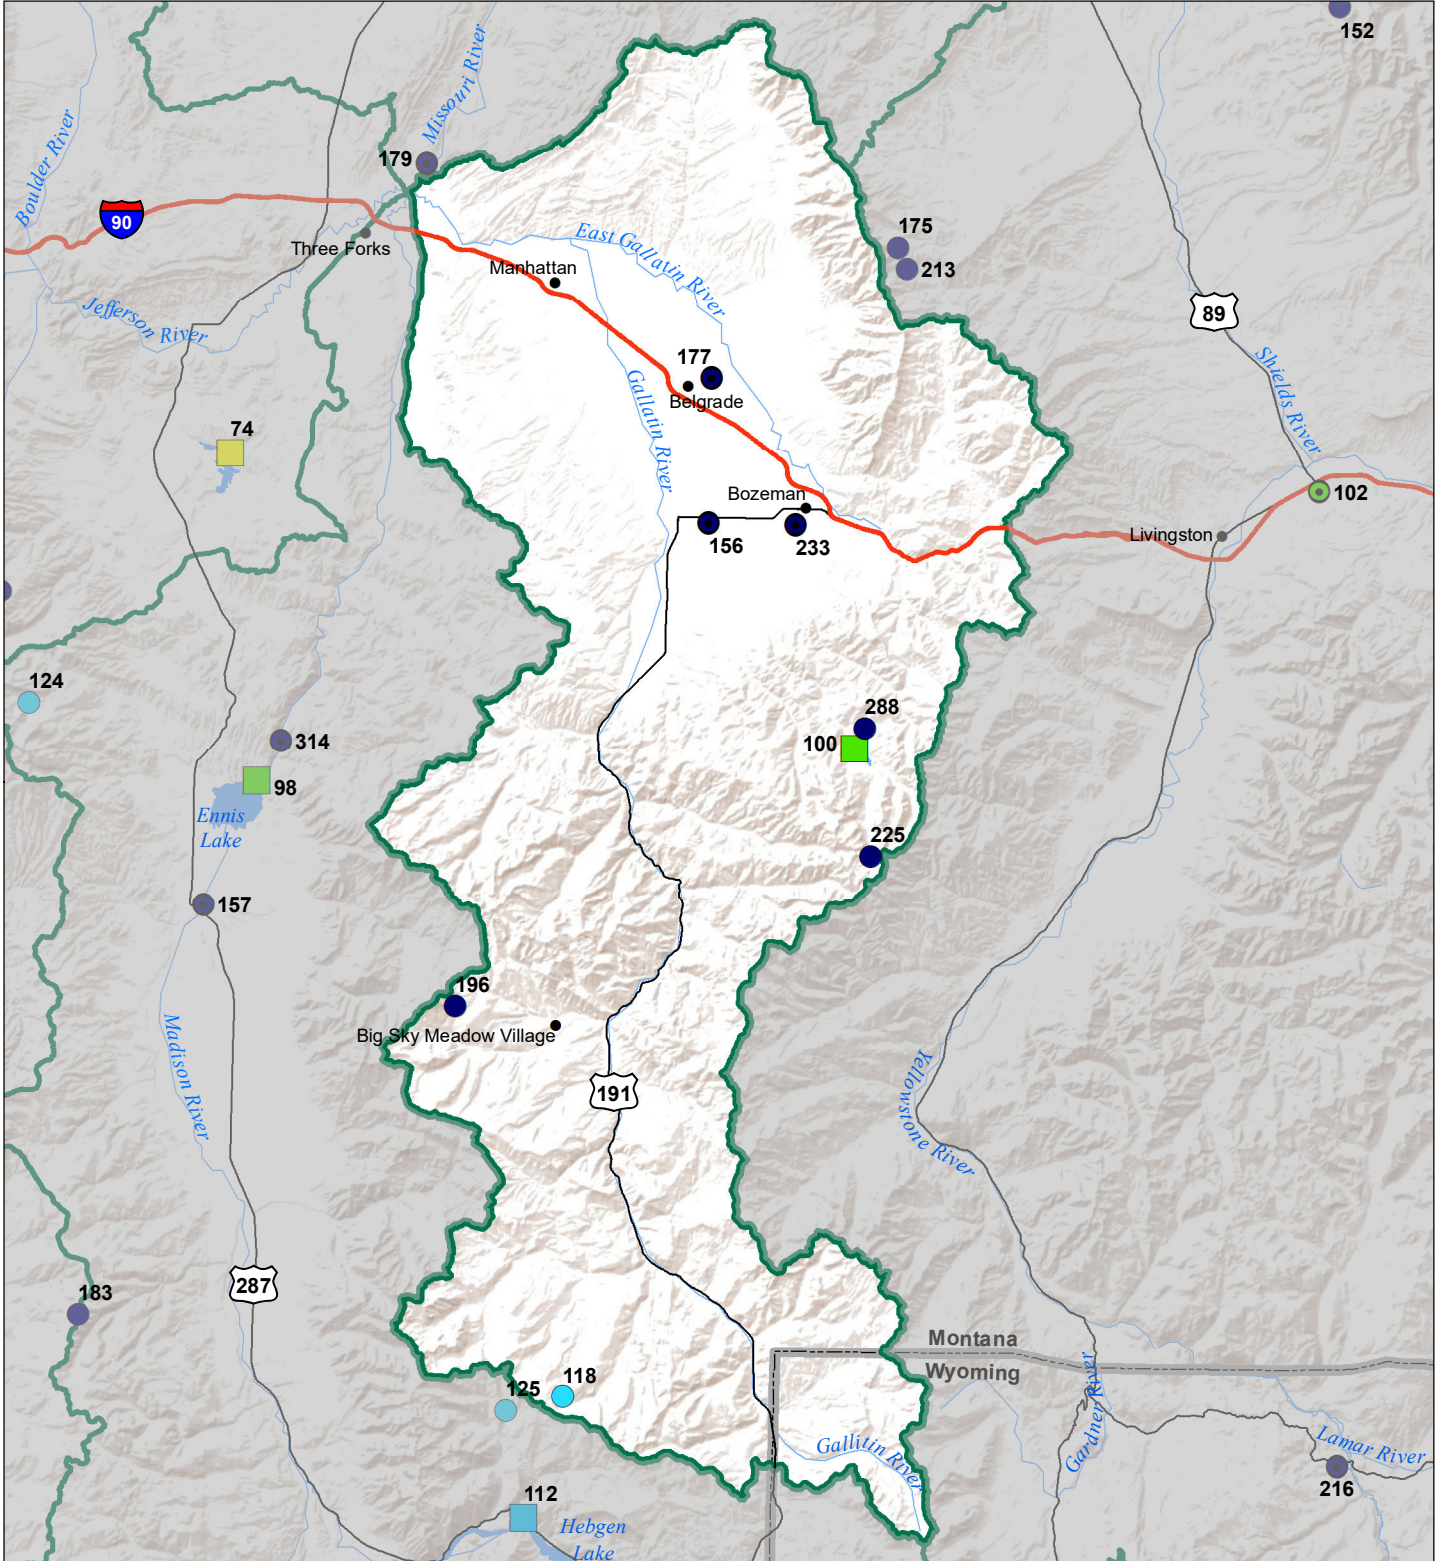 152
Missouri River
Boulder River
179
90
175
Three Forks
East Gallatin River
213
Manhattan
Jefferson River
89
Shields River
177
Gallatin River
Belgrade
74
Bozeman
102
Livingston
156
233
124
288
314
100
98
Ennis
Lake
225
157
196
Big Sky Meadow Village
Madison River
191
Yellowstone River
287
183
Montana
Wyoming
118
125
Gardner River
Gallitin River
Lamar River
216
112
Hebgen
Lake